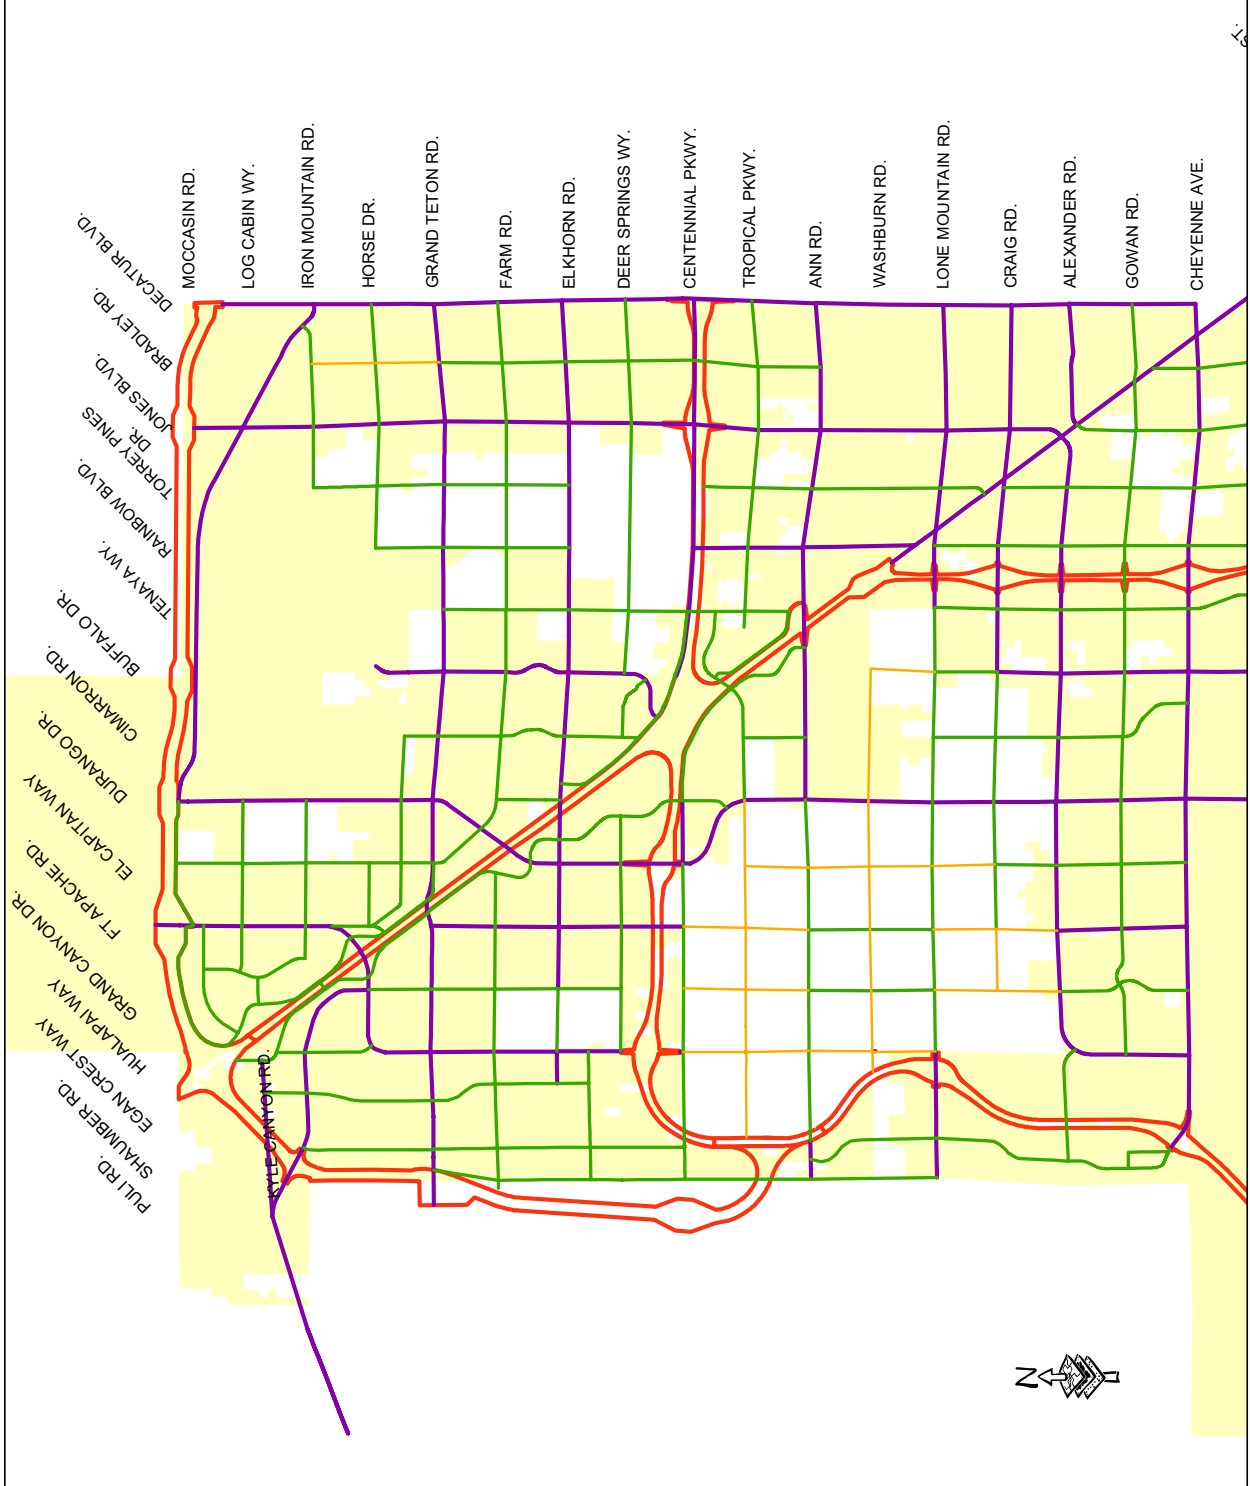 ST.
MOCCASIN RD.
LOG CABIN WY.
IRON MOUNTAIN RD.
HORSE DR.
GRAND TETON RD.
FARM RD.
ELKHORN RD.
DEER SPRINGS WY.
CENTENNIAL PKWY.
TROPICAL PKWY.
ANN RD.
WASHBURN RD.
LONE MOUNTAIN RD.
CRAIG RD.
ALEXANDER RD.
GOWAN RD.
CHEYENNE AVE.
DECATUR BLVD.
BRADLEY RD.
JONES BLVD.
TORREY PINES
DR.
RAINBOW BLVD.
TENAYA WY.
BUFFALO DR.
CIMARRON RD.
DURANGO DR.
EL CAPITAN WAY
FT APACHE RD.
GRAND CANYON DR.
HUALAPAI WAY
EGAN CREST WAY
SHAUMBER RD.
PULI RD.
KYLE CANYON RD.
N